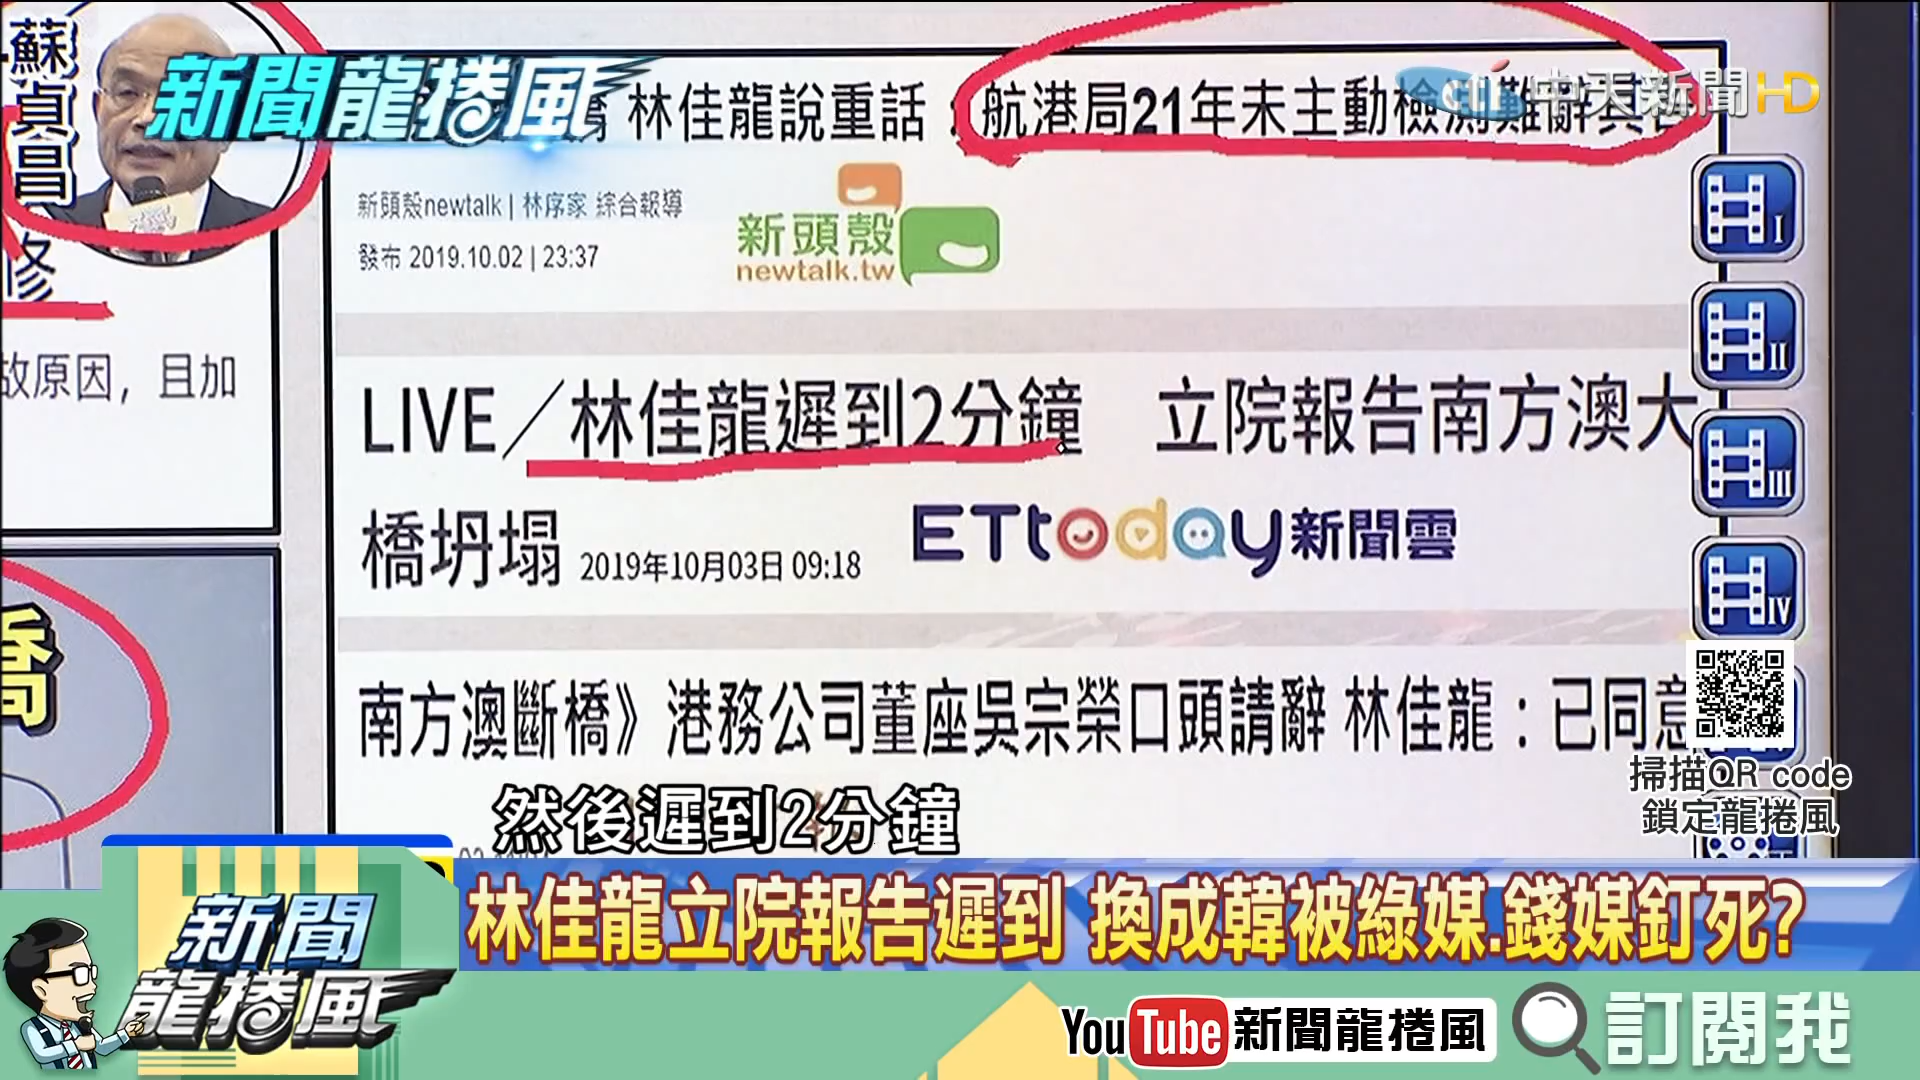 蘇貞昌
新聞龍捲風
林佳龍說重話：航港局21年未主動檢測難辭其咎
中天新聞HD
新頭殼newtalk | 林序家 綜合報導
發布 2019.10.02 | 23:37
新頭殼
newtalk.tw
修
故原因，且加
LIVE／林佳龍遲到2分鐘 立院報告南方澳大
橋坍塌 2019年10月03日 09:18
ETtoday新聞雲
I
II
III
IV
橋
南方澳斷橋》港務公司董座吳宗榮口頭請辭 林佳龍：已同意
掃描QR code
鎖定龍捲風
然後遲到2分鐘
林佳龍立院報告遲到 換成韓被綠媒.錢媒釘死?
新聞
龍捲風
YouTube新聞龍捲風
訂閱我